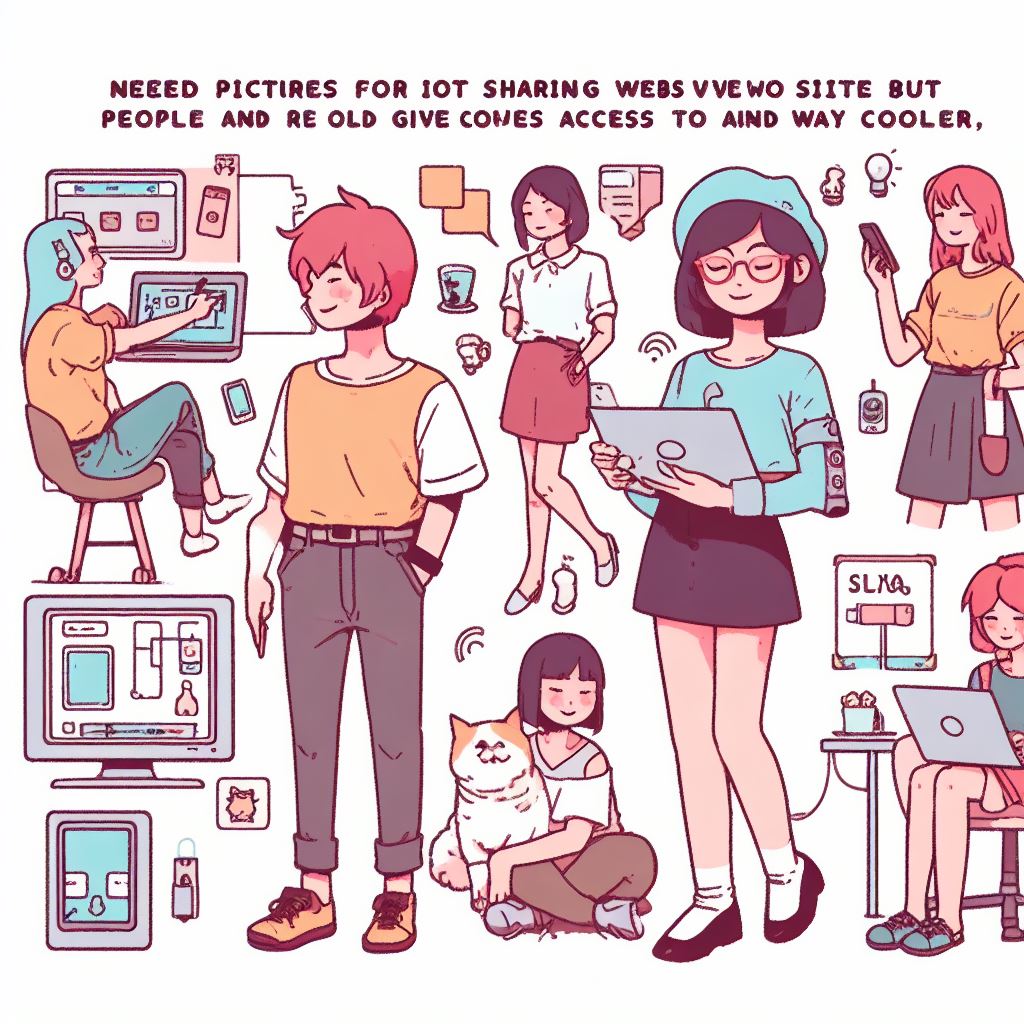 NEEED PICTIRES FOR IOT SHARING WEBS VVEWO SIITE BUT
PEOPLE AND RE OLD GIVE COWES ACCESS TO AIND WAY COOLER,